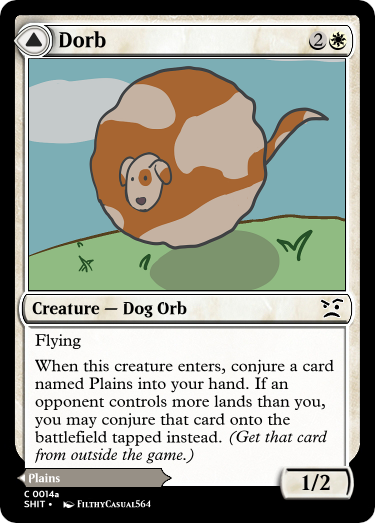 Dorb 2
Creature — Dog Orb
Flying
When this creature enters, conjure a card
named Plains into your hand. If an
opponent controls more lands than you,
you may conjure that card onto the
battlefield tapped instead. (Get that card
from outside the game.)
Plains
1/2
C 0014a
SHIT • FilthyCasual564